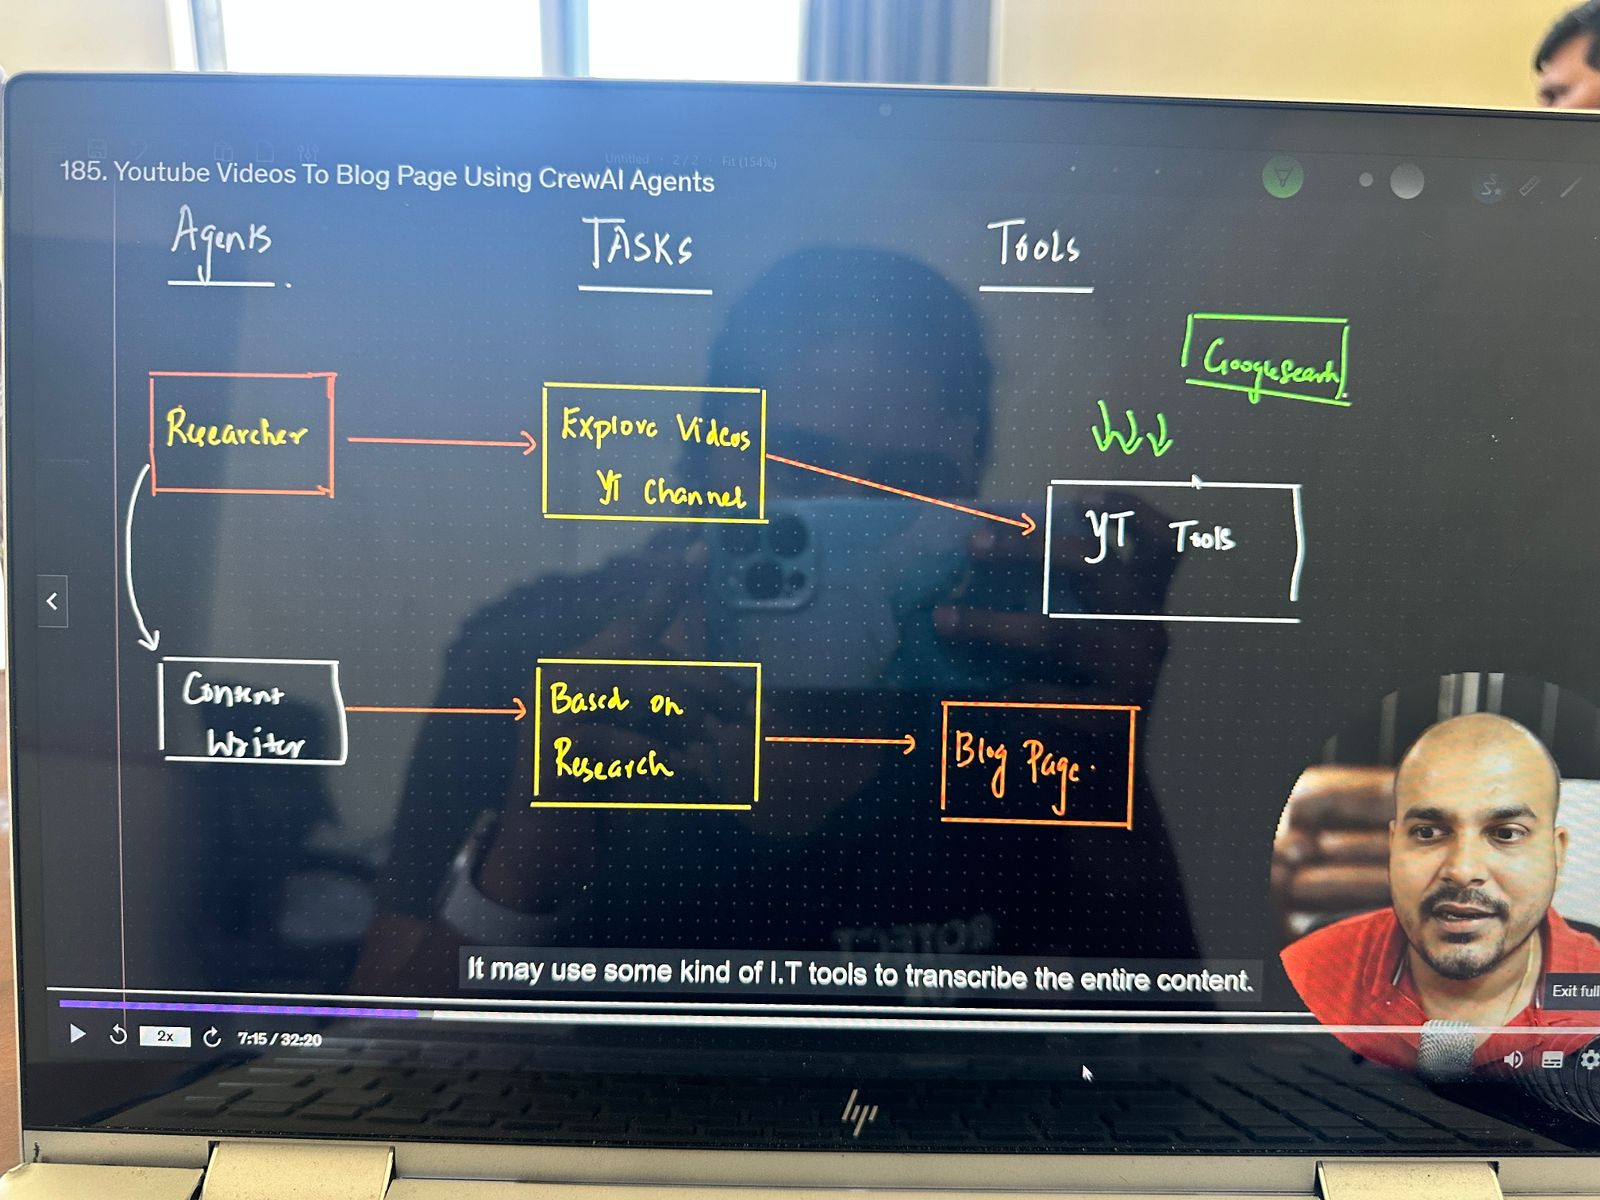 Untitled · 2 / 2 · Fit (154%)
185. Youtube Videos To Blog Page Using CrewAI Agents
Agents
TASKS
Tools
GoogleSearch
Researcher
Explore Videos
YT Channel
YT Tools
Content
Writer
Based on
Research
Blog Page.
It may use some kind of I.T tools to transcribe the entire content.
Exit full
2x
7:15 / 32:20
hp